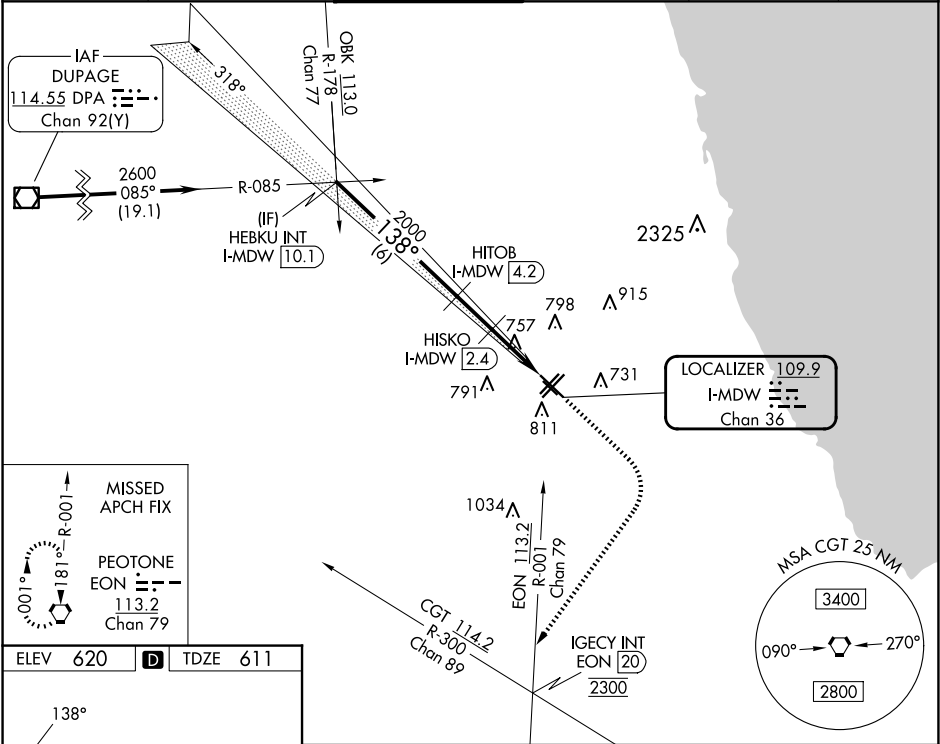 IAF
DUPAGE
114.55 DPA
Chan 92(Y)
318°
OBK 113.0
R-178
Chan 77
2600
085°
(19.1)
R-085
(IF)
HEBKU INT
I-MDW 10.1
2000
138°
(6)
HITOB
I-MDW 4.2
2325
HISKO
I-MDW 2.4
757
798
915
791
731
811
LOCALIZER 109.9
I-MDW
Chan 36
MISSED
APCH FIX
R-001
181°
001°
PEOTONE
EON
113.2
Chan 79
1034
EON 113.2
R-001
Chan 79
CGT 114.2
R-300
Chan 89
IGECY INT
EON 20
2300
MSA CGT 25 NM
3400
090°
270°
2800
ELEV 620 D TDZE 611
138°